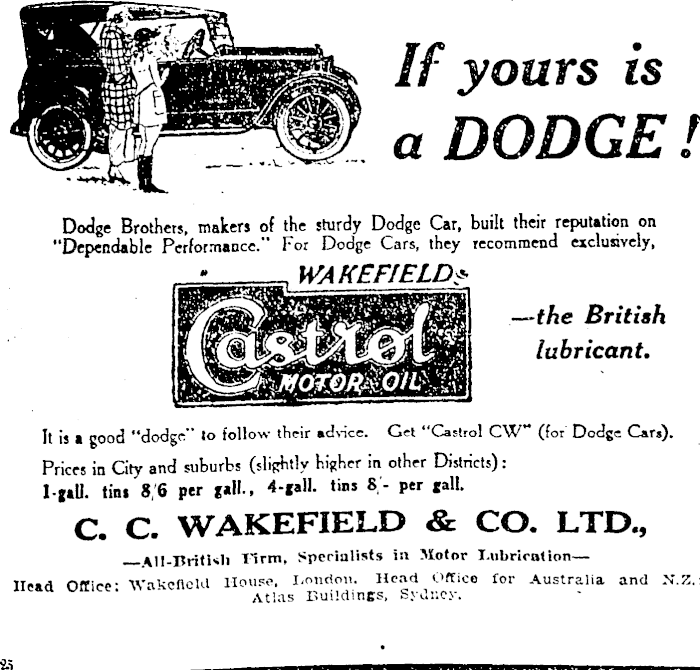 If yours is
a DODGE!
Dodge Brothers, makers of the sturdy Dodge Car, built their reputation on
"Dependable Performance." For Dodge Cars, they recommend exclusively,
WAKEFIELDS
Castrol
MOTOR OIL
—the British
lubricant.
It is a good "dodge" to follow their advice. Get "Castrol CW" (for Dodge Cars).
Prices in City and suburbs (slightly higher in other Districts):
1-gall. tins 8/6 per gall., 4-gall. tins 8/- per gall.
C. C. WAKEFIELD & CO. LTD.,
—All-British Firm, Specialists in Motor Lubrication—
Head Office: Wakefield House, London. Head Office for Australia and N.Z.:
Atlas Buildings, Sydney.
25